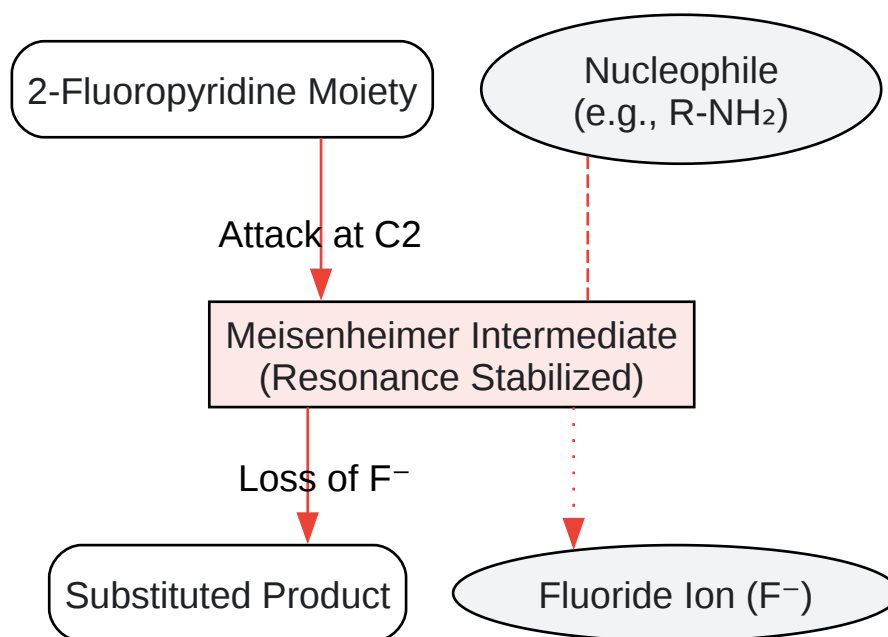 2-Fluoropyridine Moiety
Nucleophile
(e.g., R-NH₂)
Attack at C2
Meisenheimer Intermediate
(Resonance Stabilized)
Loss of F⁻
Substituted Product
Fluoride Ion (F⁻)